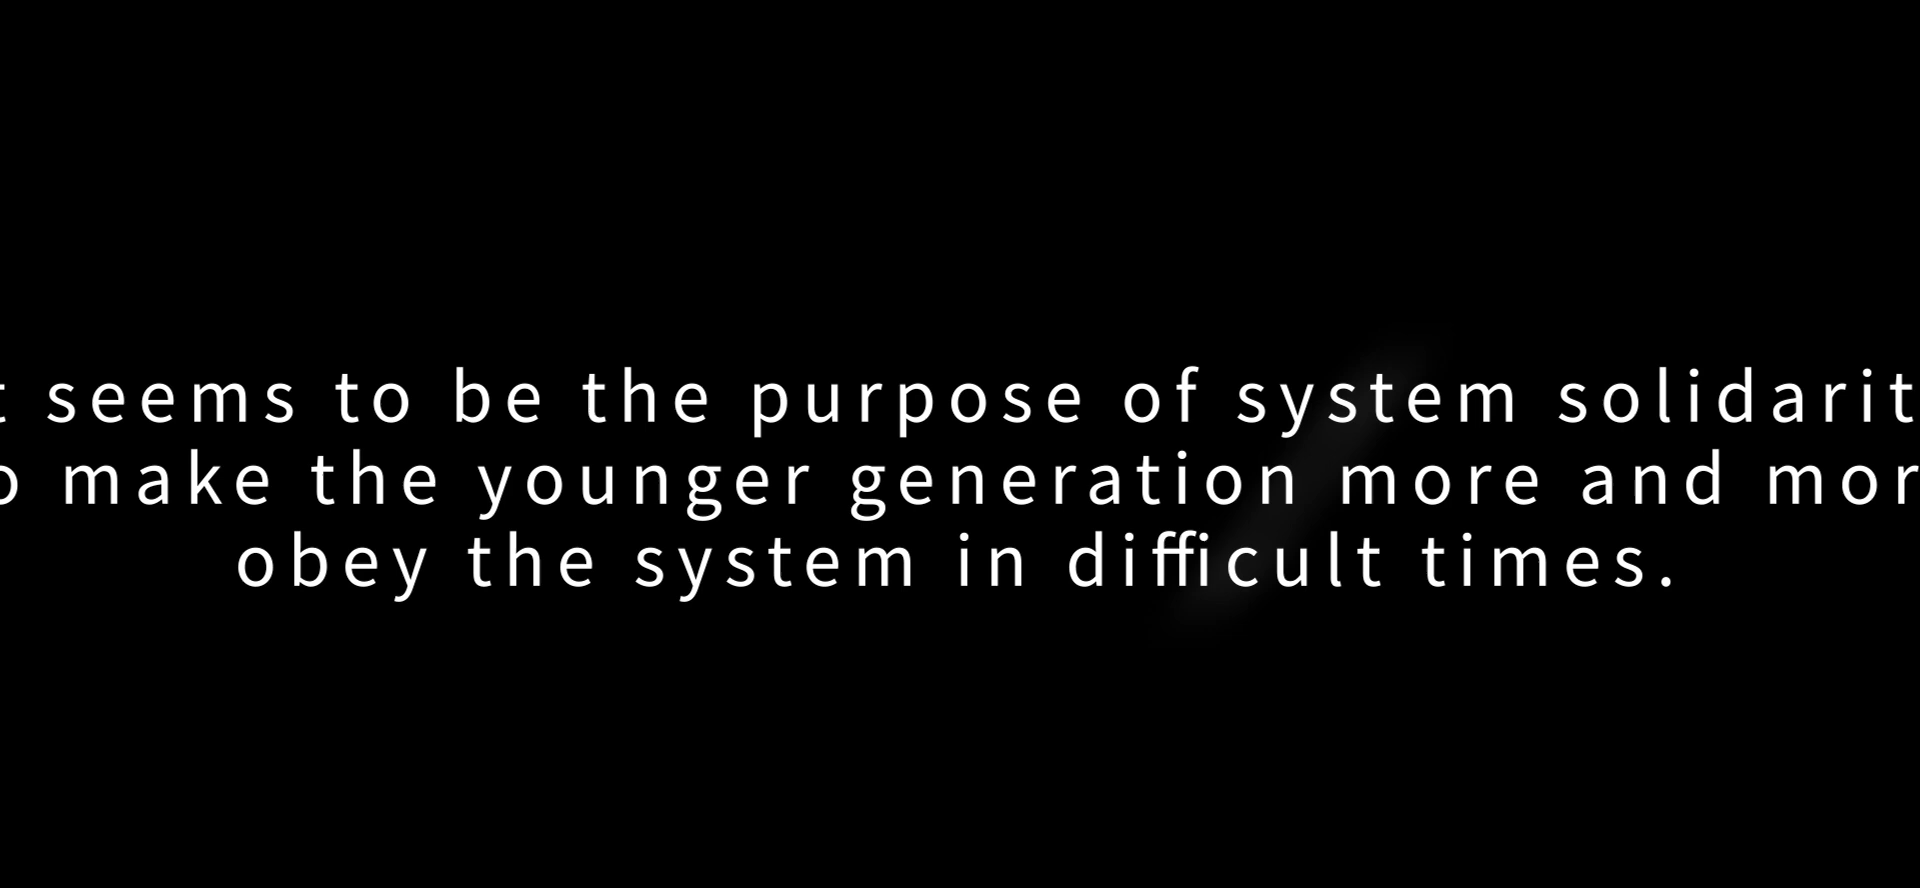 t seems to be the purpose of system solidarit
o make the younger generation more and mor
obey the system in difficult times.